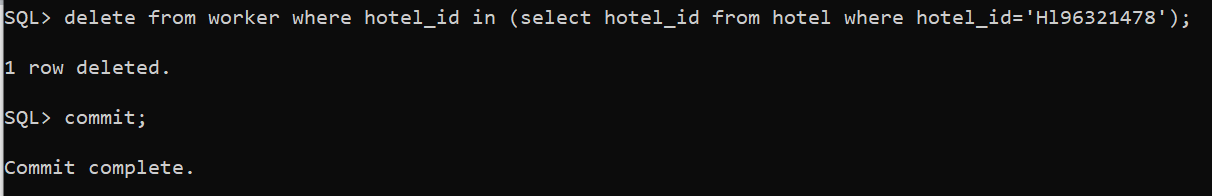 SQL> delete from worker where hotel_id in (select hotel_id from hotel where hotel_id='Hl96321478');
1 row deleted.
SQL> commit;
Commit complete.